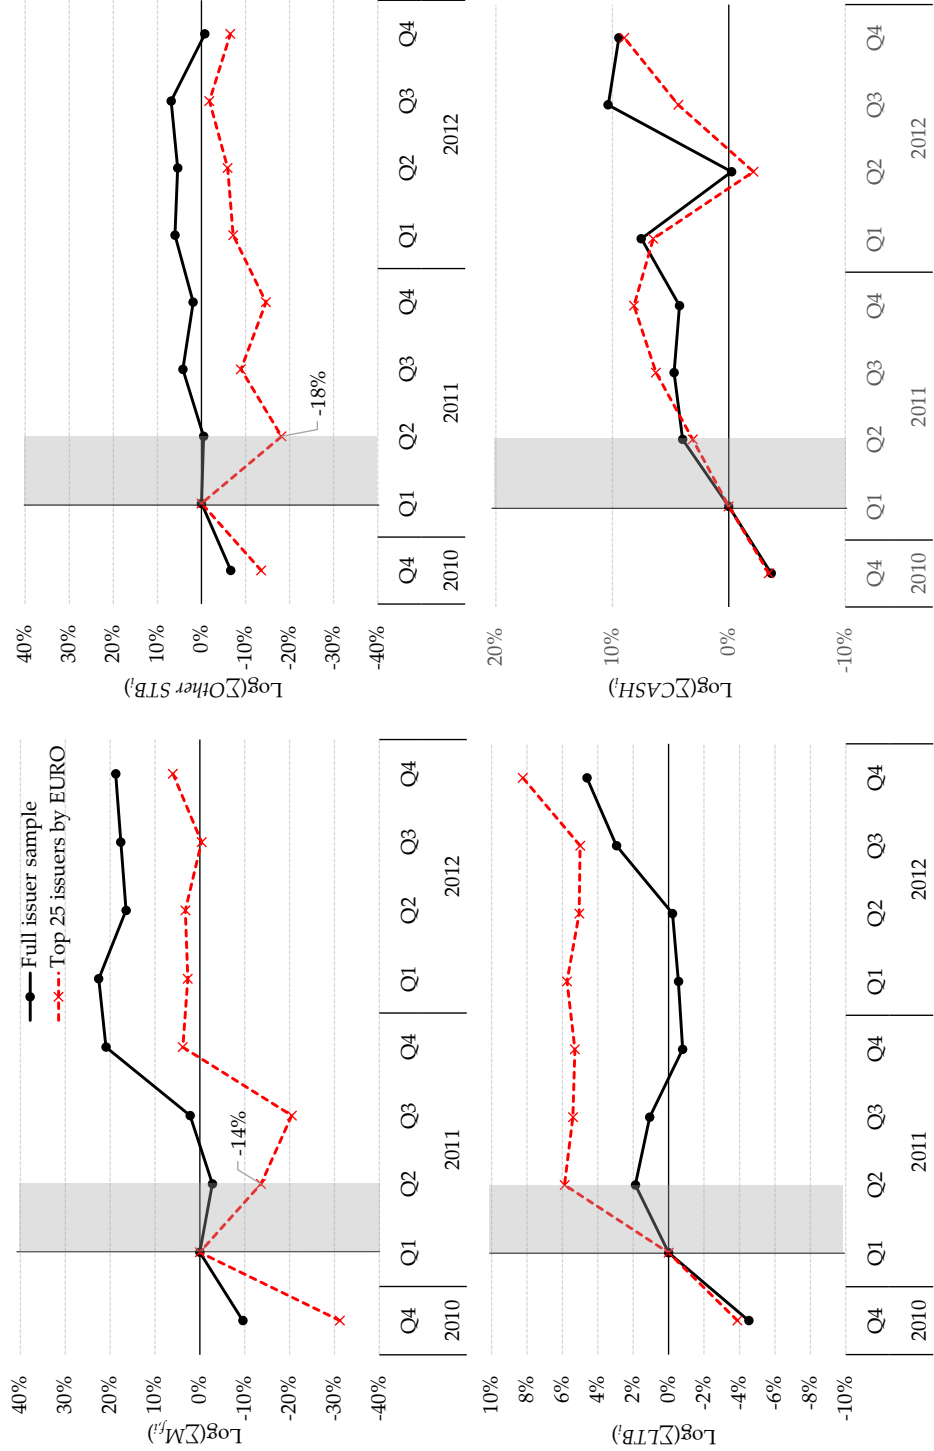 Full issuer sample
Top 25 issuers by EURO
Log(∑M_{f,i})
40%
30%
20%
10%
0%
-10%
-20%
-30%
-40%
-14%
Q4 Q1 Q2 Q3 Q4 Q1 Q2 Q3 Q4
2010 2011 2012
Log(∑Other STB_i)
40%
30%
20%
10%
0%
-10%
-20%
-30%
-40%
-18%
Q4 Q1 Q2 Q3 Q4 Q1 Q2 Q3 Q4
2010 2011 2012
Log(∑LTB_i)
10%
8%
6%
4%
2%
0%
-2%
-4%
-6%
-8%
-10%
Q4 Q1 Q2 Q3 Q4 Q1 Q2 Q3 Q4
2010 2011 2012
Log(∑CASH_i)
20%
10%
0%
-10%
Q4 Q1 Q2 Q3 Q4 Q1 Q2 Q3 Q4
2010 2011 2012